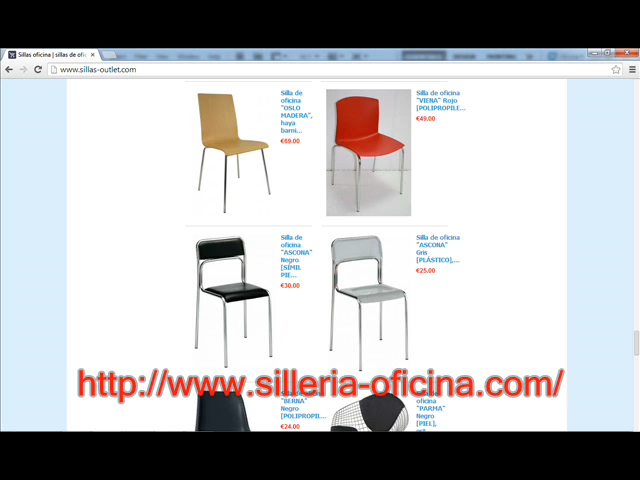 Sillas oficina | sillas de ofic
www.sillas-outlet.com
Silla de
oficina
"OSLO
MADERA",
haya
barni...
€69.00
Silla de oficina
"VIENA" Rojo
[POLIPROPILE...
€49.00
Silla de
oficina
"ASCONA"
Negro
[SÍMIL
PIE...
€30.00
Silla de oficina
"ASCONA"
Gris
[PLÁSTICO],...
€25.00
http://www.silleria-oficina.com/
"BERNA"
Negro
[POLIPROPIL...
€24.00
oficina
"PARMA"
Negro
[PIEL],